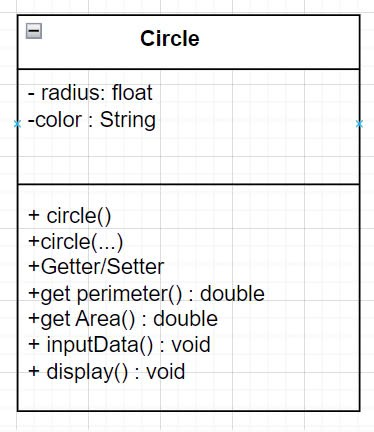 Circle
- radius: float
-color : String
+ circle()
+circle(...)
+Getter/Setter
+get perimeter() : double
+get Area() : double
+ inputData() : void
+ display() : void